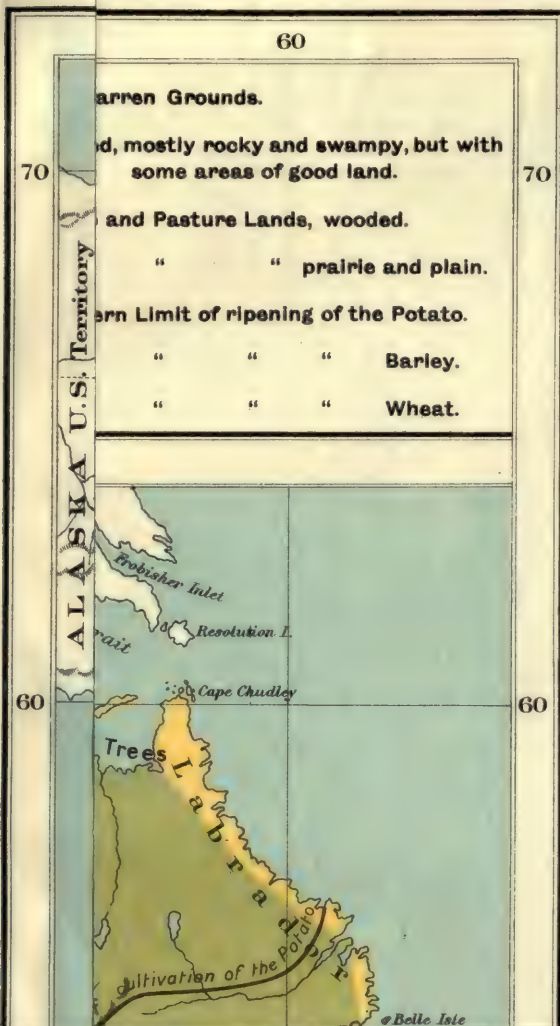 60
arren Grounds.
d, mostly rocky and swampy, but with
some areas of good land.
70
70
and Pasture Lands, wooded.
“ “ prairie and plain.
ern Limit of ripening of the Potato.
“ “ “ Barley.
“ “ “ Wheat.
ALASKA U.S. Territory
Frobisher Inlet
Resolution I.
rait
Cape Chudley
60
60
Trees
Labrador
cultivation of the Potato
Belle Isle